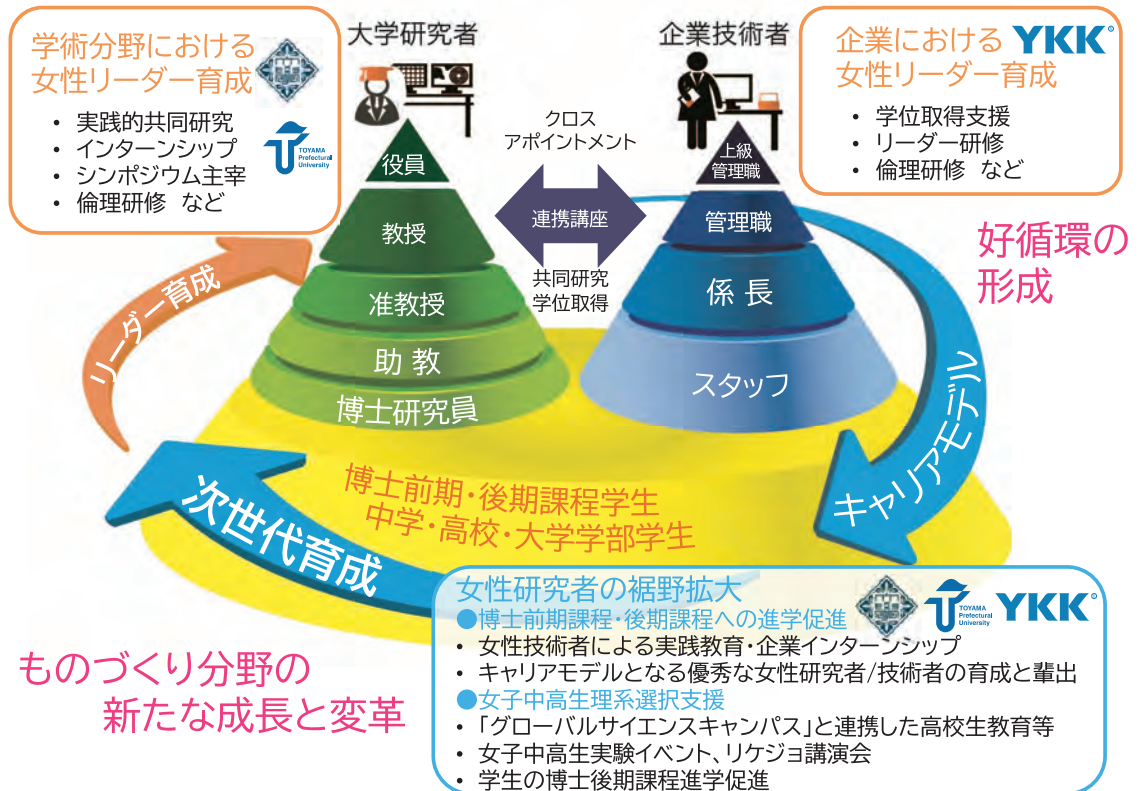 学術分野における
女性リーダー育成
• 実践的共同研究
• インターンシップ
• シンポジウム主宰
• 倫理研修 など
TOYAMA
Prefectural
University
大学研究者
企業技術者
企業における YKK
女性リーダー育成
• 学位取得支援
• リーダー研修
• 倫理研修 など
クロス
アポイントメント
連携講座
共同研究
学位取得
役員
教授
准教授
助教
博士研究員
上級
管理職
管理職
係長
スタッフ
好循環の
形成
リーダー育成
キャリアモデル
次世代育成
博士前期・後期課程学生
中学・高校・大学学部学生
ものづくり分野の
新たな成長と変革
女性研究者の裾野拡大
TOYAMA
Prefectural
University
YKK
●博士前期課程・後期課程への進学促進
• 女性技術者による実践教育・企業インターンシップ
• キャリアモデルとなる優秀な女性研究者/技術者の育成と輩出
●女子中高生理系選択支援
• 「グローバルサイエンスキャンパス」と連携した高校生教育等
• 女子中高生実験イベント、リケジョ講演会
• 学生の博士後期課程進学促進